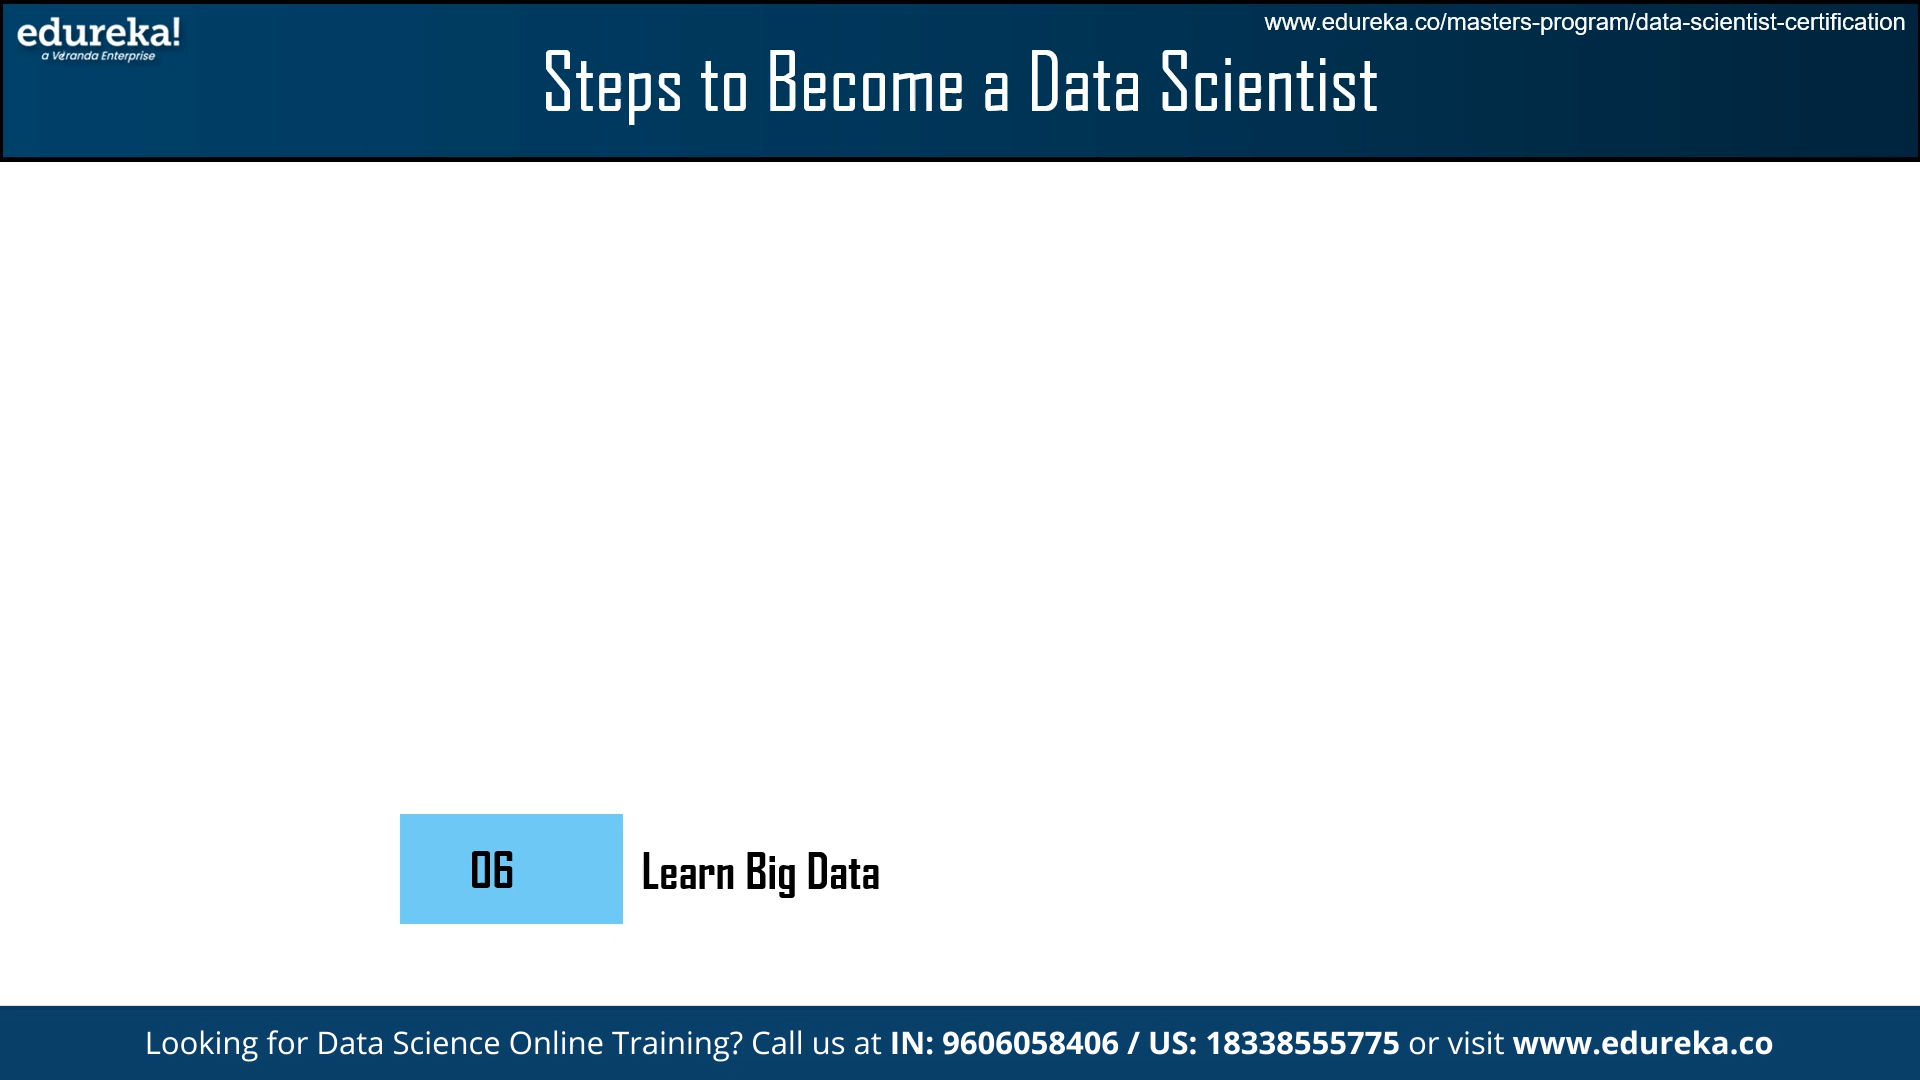 edureka!
a Veranda Enterprise
www.edureka.co/masters-program/data-scientist-certification
Steps to Become a Data Scientist
06 Learn Big Data
Looking for Data Science Online Training? Call us at IN: 9606058406 / US: 18338555775 or visit www.edureka.co